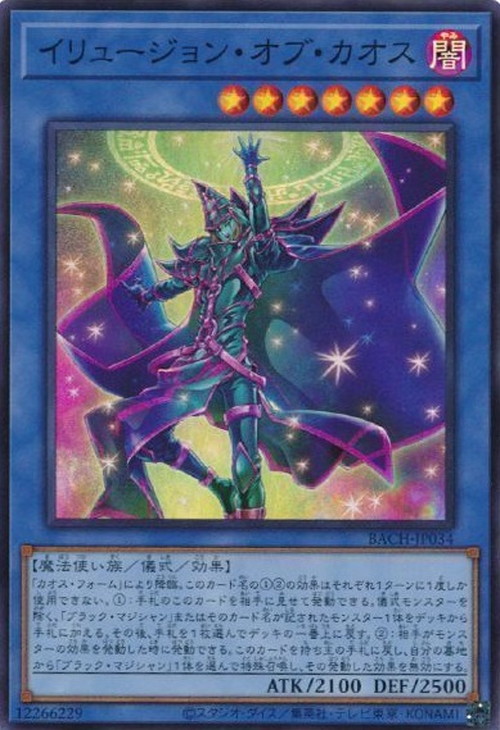 イリュージョン・オブ・カオス
闇
やみ
BACH-JP034
【魔法使い族／儀式／効果】
「カオス・フォーム」により降臨。このカード名の①②の効果はそれぞれ1ターンに1度しか
使用できない。①：手札のこのカードを相手に見せて発動できる。儀式モンスターを
除く、「ブラック・マジシャン」またはそのカード名が記されたモンスター1体をデッキから
手札に加える。その後、手札を1枚選んでデッキの一番上に戻す。②：相手がモンス
ターの効果を発動した時に発動できる。このカードを持ち主の手札に戻し、自分の墓地
から「ブラック・マジシャン」1体を選んで特殊召喚し、その発動した効果を無効にする。
ATK/2100 DEF/2500
12266229
©スタジオ・ダイス／集英社・テレビ東京・KONAMI